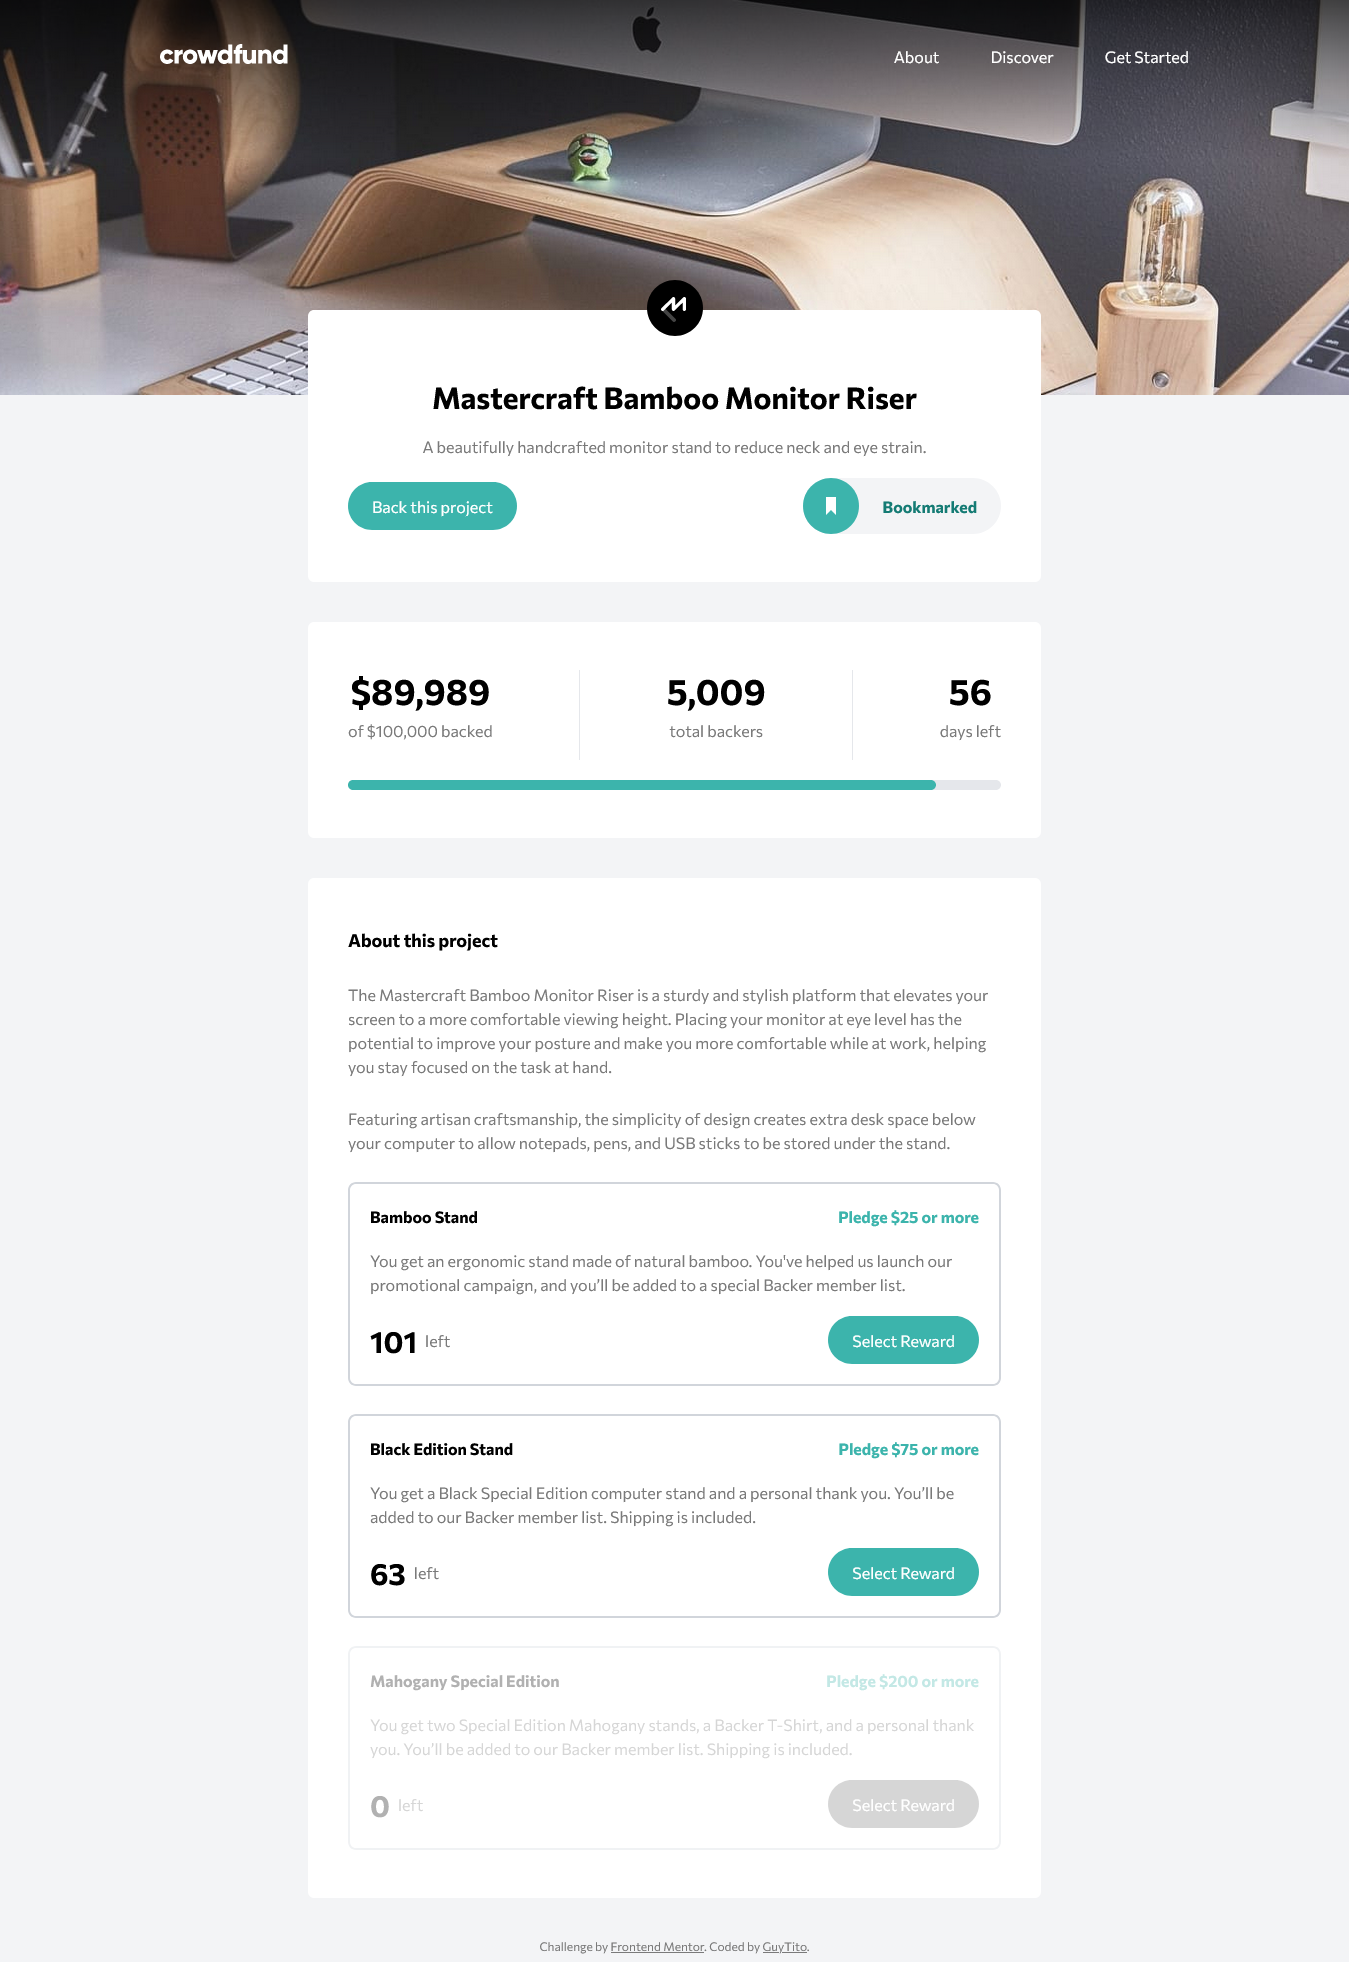 crowdfund
About
Discover
Get Started
Mastercraft Bamboo Monitor Riser
A beautifully handcrafted monitor stand to reduce neck and eye strain.
Back this project
Bookmarked
$89,989
of $100,000 backed
5,009
total backers
56
days left
About this project
The Mastercraft Bamboo Monitor Riser is a sturdy and stylish platform that elevates your
screen to a more comfortable viewing height. Placing your monitor at eye level has the
potential to improve your posture and make you more comfortable while at work, helping
you stay focused on the task at hand.
Featuring artisan craftsmanship, the simplicity of design creates extra desk space below
your computer to allow notepads, pens, and USB sticks to be stored under the stand.
Bamboo Stand
Pledge $25 or more
You get an ergonomic stand made of natural bamboo. You've helped us launch our
promotional campaign, and you’ll be added to a special Backer member list.
101 left
Select Reward
Black Edition Stand
Pledge $75 or more
You get a Black Special Edition computer stand and a personal thank you. You’ll be
added to our Backer member list. Shipping is included.
63 left
Select Reward
Mahogany Special Edition
Pledge $200 or more
You get two Special Edition Mahogany stands, a Backer T-Shirt, and a personal thank
you. You’ll be added to our Backer member list. Shipping is included.
0 left
Select Reward
Challenge by Frontend Mentor. Coded by GuyTito.